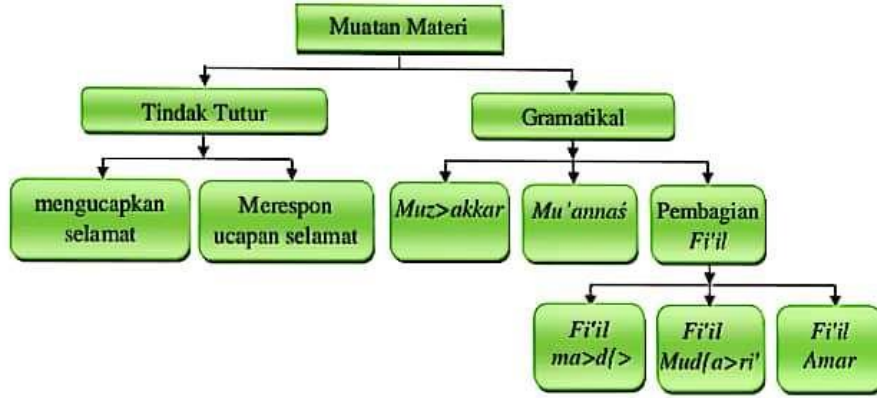 Muatan Materi
Tindak Tutur
Gramatikal
mengucapkan
selamat
Merespon
ucapan selamat
Muz>akkar
Mu'annaś
Pembagian
Fi'il
Fi'il
ma>d{>
Fi'il
Mud{a>ri'
Fi'il
Amar